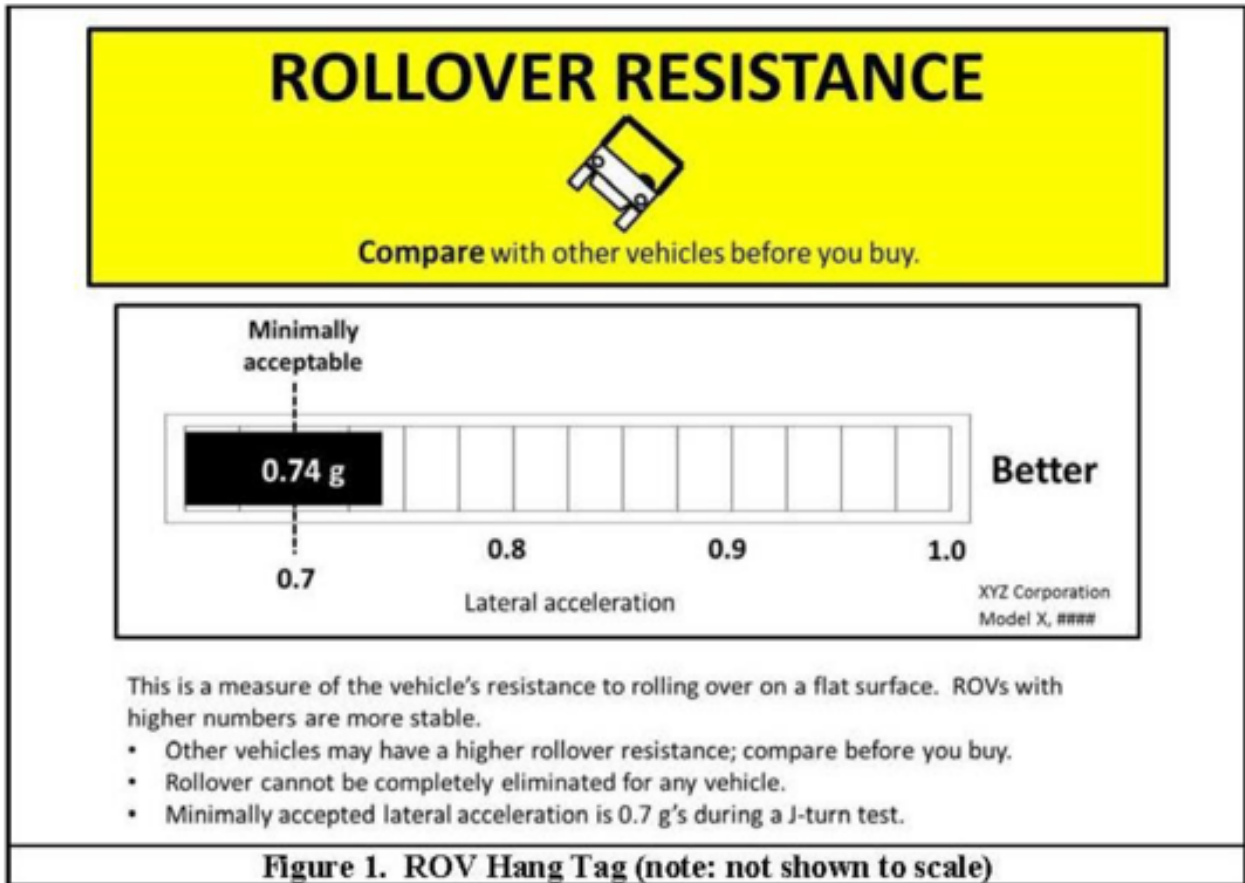 ROLLOVER RESISTANCE
Compare with other vehicles before you buy.
Minimally
acceptable
0.74 g
Better
0.7
0.8
0.9
1.0
Lateral acceleration
XYZ Corporation
Model X, ####
This is a measure of the vehicle's resistance to rolling over on a flat surface.  ROVs with
higher numbers are more stable.
• Other vehicles may have a higher rollover resistance; compare before you buy.
• Rollover cannot be completely eliminated for any vehicle.
• Minimally accepted lateral acceleration is 0.7 g's during a J-turn test.
Figure 1.  ROV Hang Tag (note: not shown to scale)